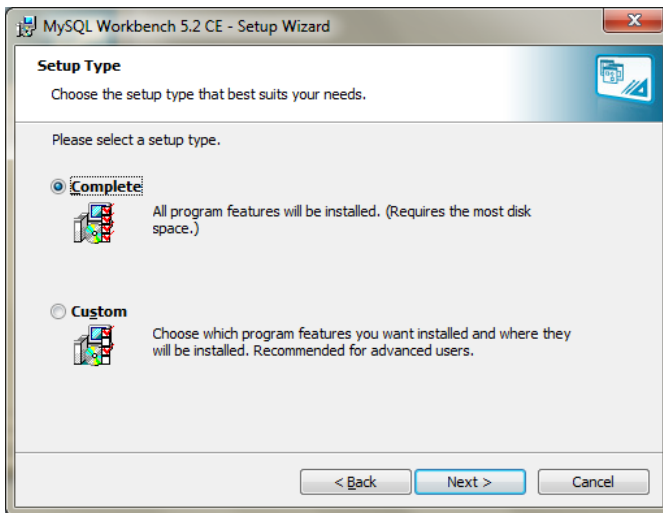 MySQL Workbench 5.2 CE - Setup Wizard
Setup Type
Choose the setup type that best suits your needs.
Please select a setup type.
Complete
All program features will be installed. (Requires the most disk
space.)
Custom
Choose which program features you want installed and where they
will be installed. Recommended for advanced users.
< Back
Next >
Cancel